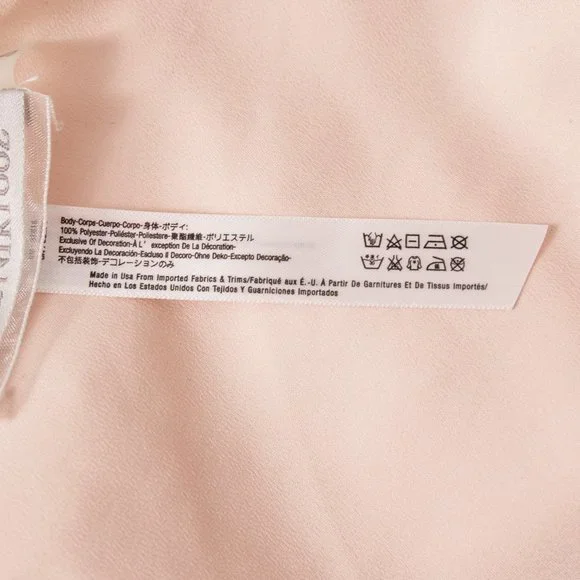 Body-Corpe-Cuerpo-Corpo-身体-ボディ:
100% Polyester-Poliéster-Poliestere-聚脂纖維-ポリエステル
Exclusive Of Decoration-À L' exception De La Décoration-
Excluyendo La Decoración-Escluso Il Decoro-Ohne Deko-Excepto Decoração-
不包括裝飾-デコレーションのみ
Made in Usa From Imported Fabrics & Trims/Fabriqué aux É.-U. À Partir De Garnitures Et De Tissus Importés/
Hecho en Los Estados Unidos Con Tejidos Y Guarniciones Importados